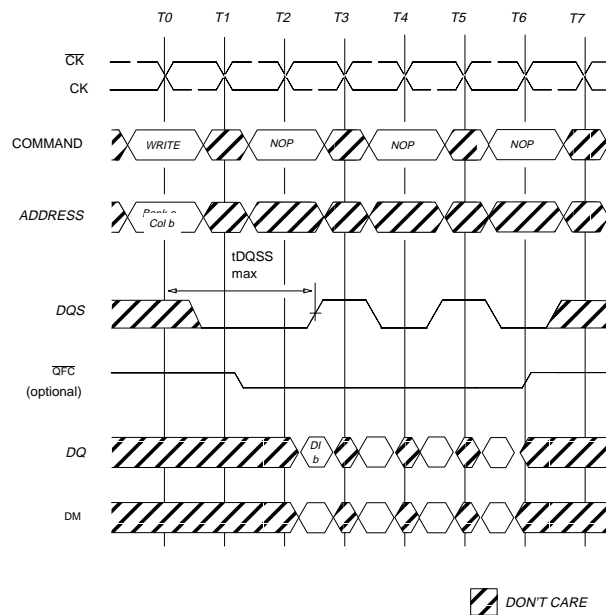 T0 T1 T2 T3 T4 T5 T6 T7
CK
CK
COMMAND WRITE NOP NOP NOP
ADDRESS
Col b
tDQSS
max
DQS
QFC
(optional)
DQ DI
b
DM
DON'T CARE